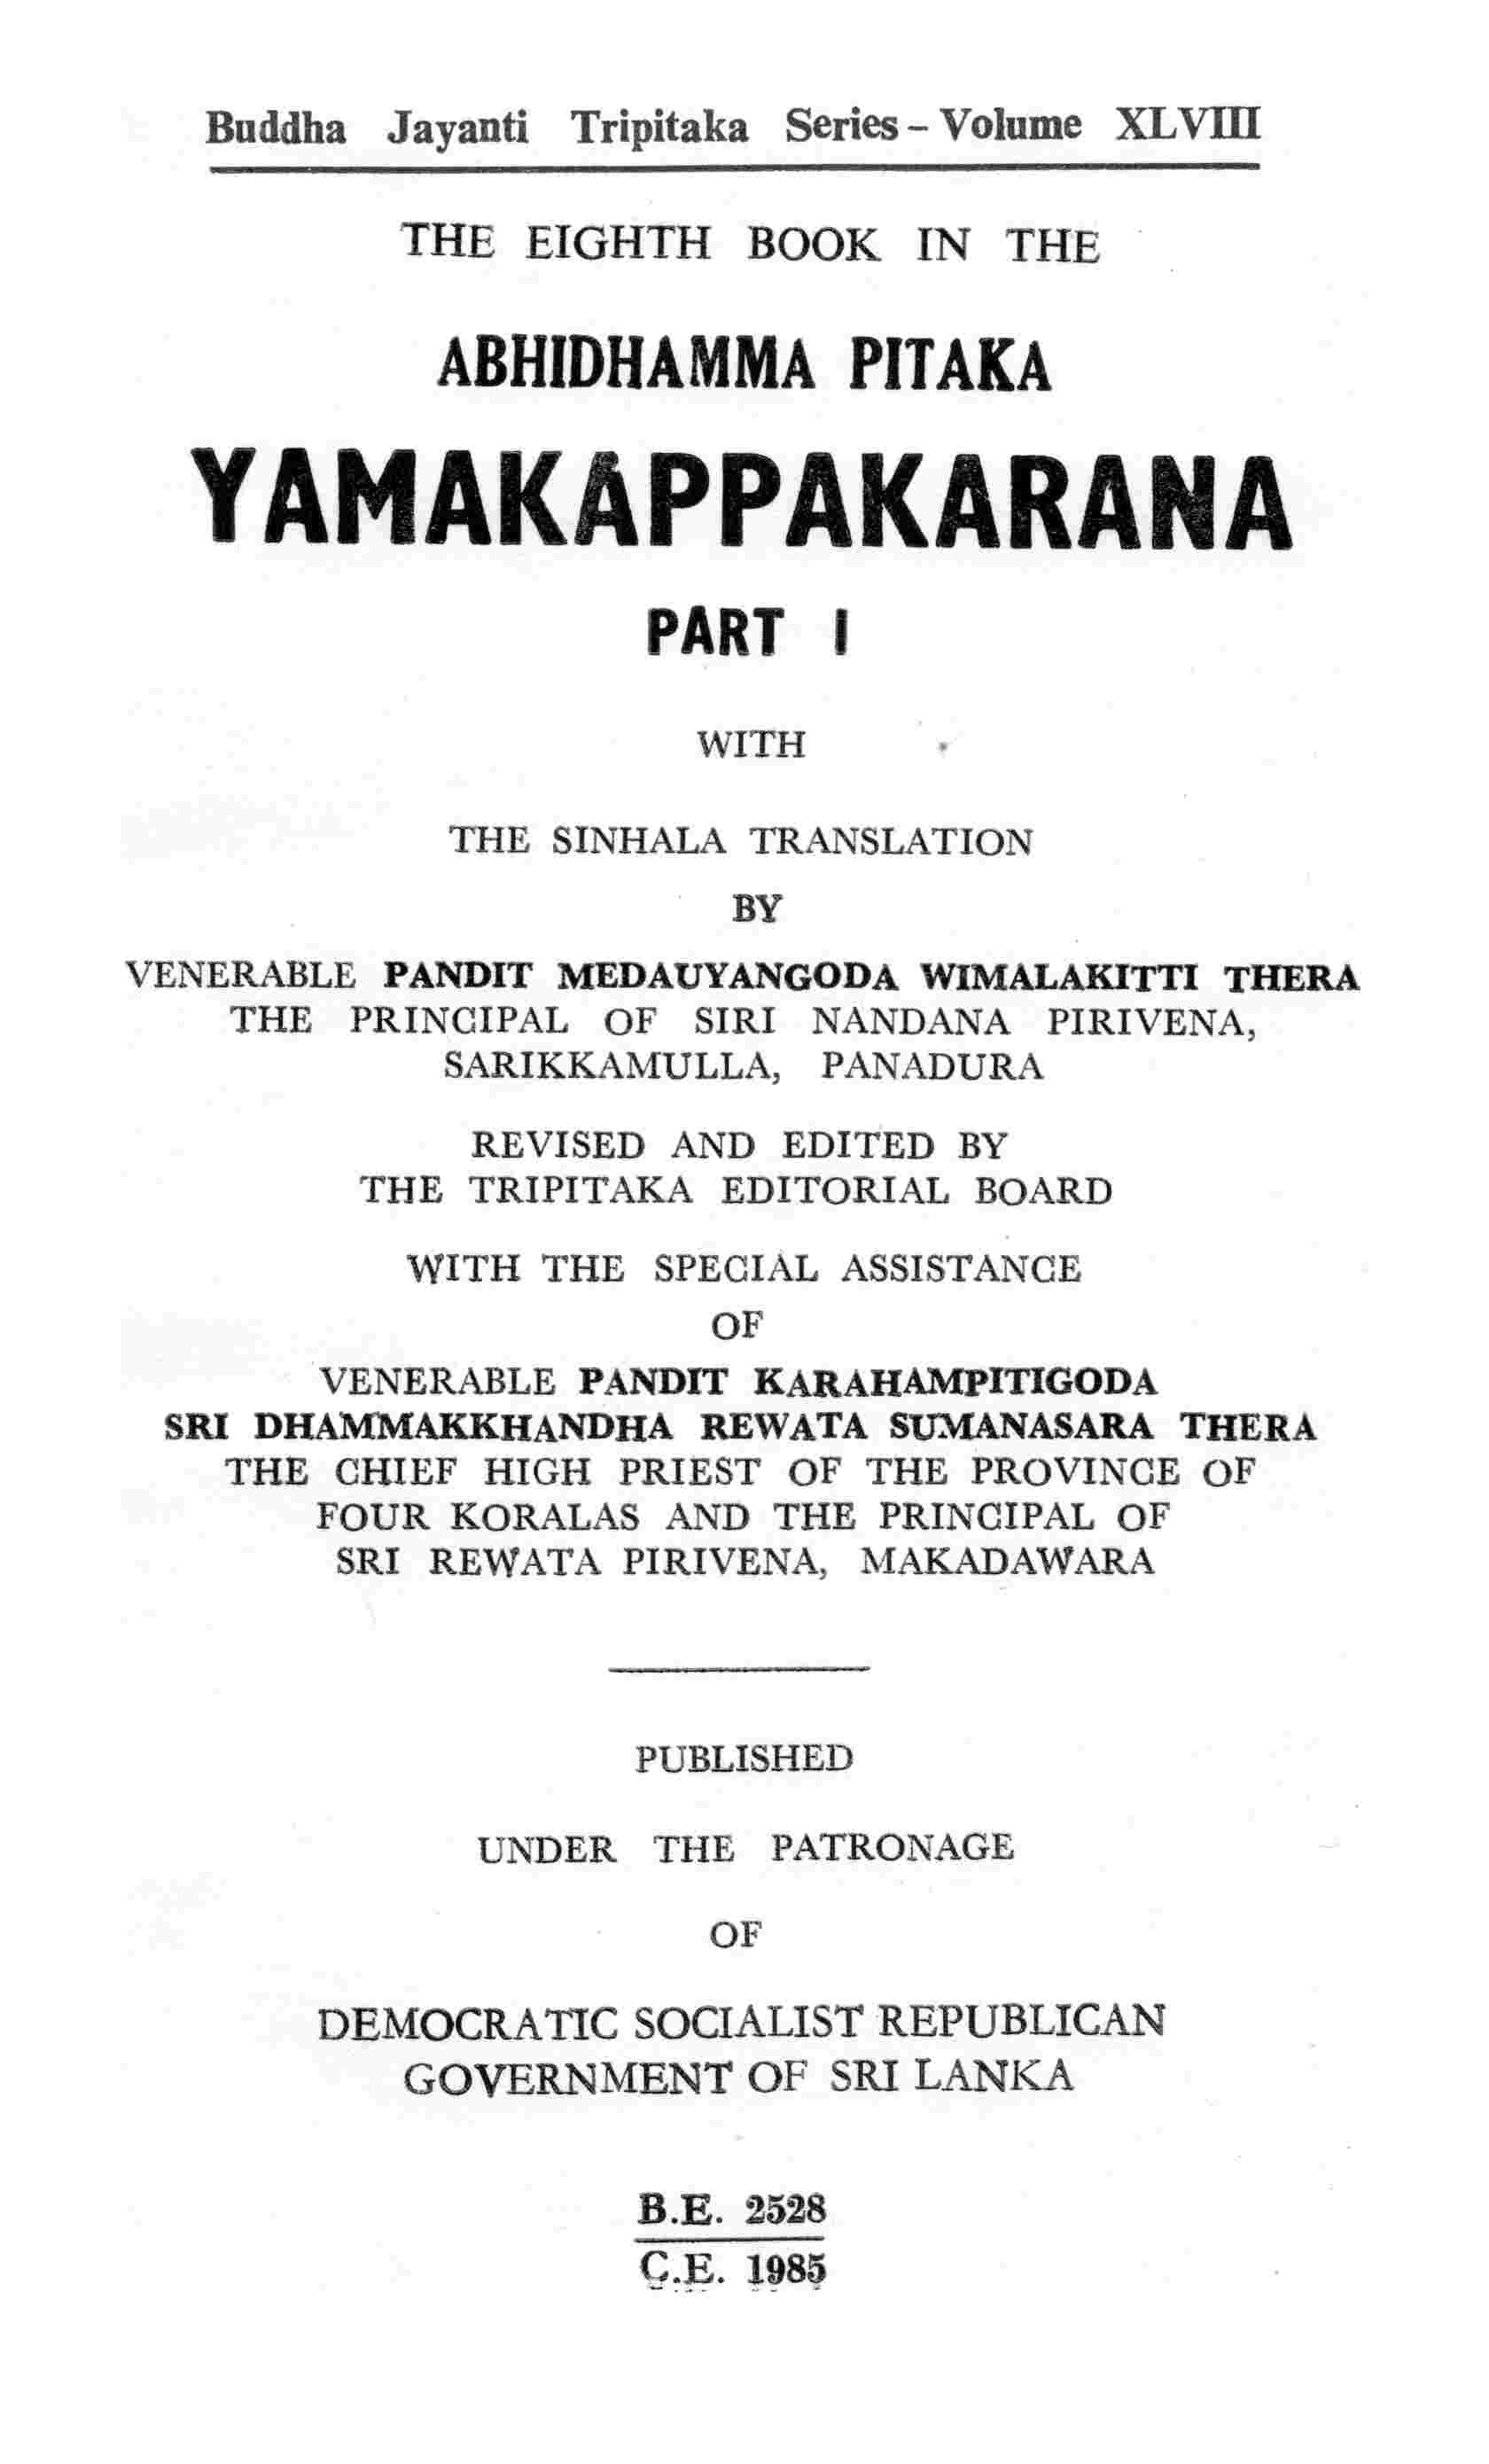 Buddha Jayanti Tripitaka Series - Volume XLVIII
THE EIGHTH BOOK IN THE
ABHIDHAMMA PITAKA
YAMAKAPPAKARANA
PART I
WITH
THE SINHALA TRANSLATION
BY
VENERABLE PANDIT MEDAUYANGODA WIMALAKITTI THERA
THE PRINCIPAL OF SIRI NANDANA PIRIVENA,
SARIKKAMULLA, PANADURA
REVISED AND EDITED BY
THE TRIPITAKA EDITORIAL BOARD
WITH THE SPECIAL ASSISTANCE
OF
VENERABLE PANDIT KARAHAMPITIGODA
SRI DHAMMAKKHANDHA REWATA SUMANASARA THERA
THE CHIEF HIGH PRIEST OF THE PROVINCE OF
FOUR KORALAS AND THE PRINCIPAL OF
SRI REWATA PIRIVENA, MAKADAWARA
PUBLISHED
UNDER THE PATRONAGE
OF
DEMOCRATIC SOCIALIST REPUBLICAN
GOVERNMENT OF SRI LANKA
B.E. 2528
C.E. 1985